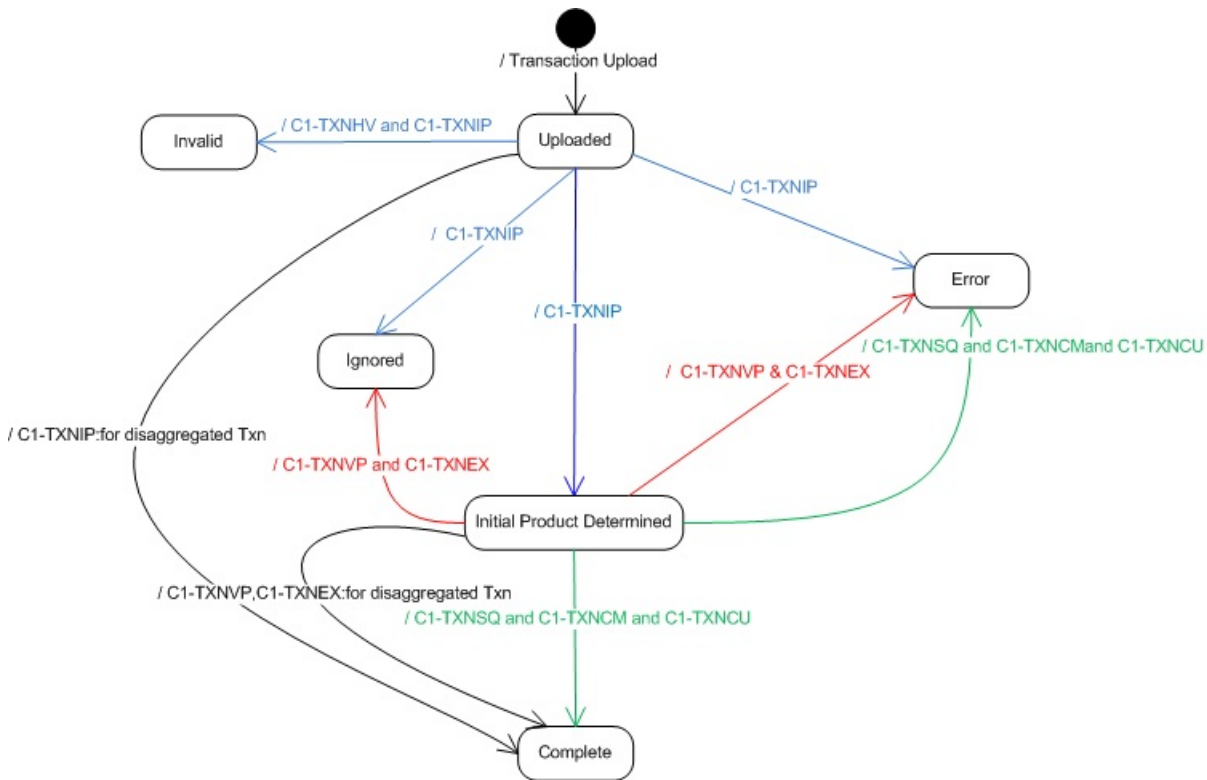 / Transaction Upload
Invalid
/ C1-TXNHV and C1-TXNIP
Uploaded
/ C1-TXNIP
/ C1-TXNIP
Error
/ C1-TXNIP
Ignored
/ C1-TXNSQ and C1-TXNCMand C1-TXNCU
/ C1-TXNVP & C1-TXNEX
/ C1-TXNIP:for disaggregated Txn
/ C1-TXNVP and C1-TXNEX
Initial Product Determined
/ C1-TXNVP,C1-TXNEX:for disaggregated Txn
/ C1-TXNSQ and C1-TXNCM and C1-TXNCU
Complete